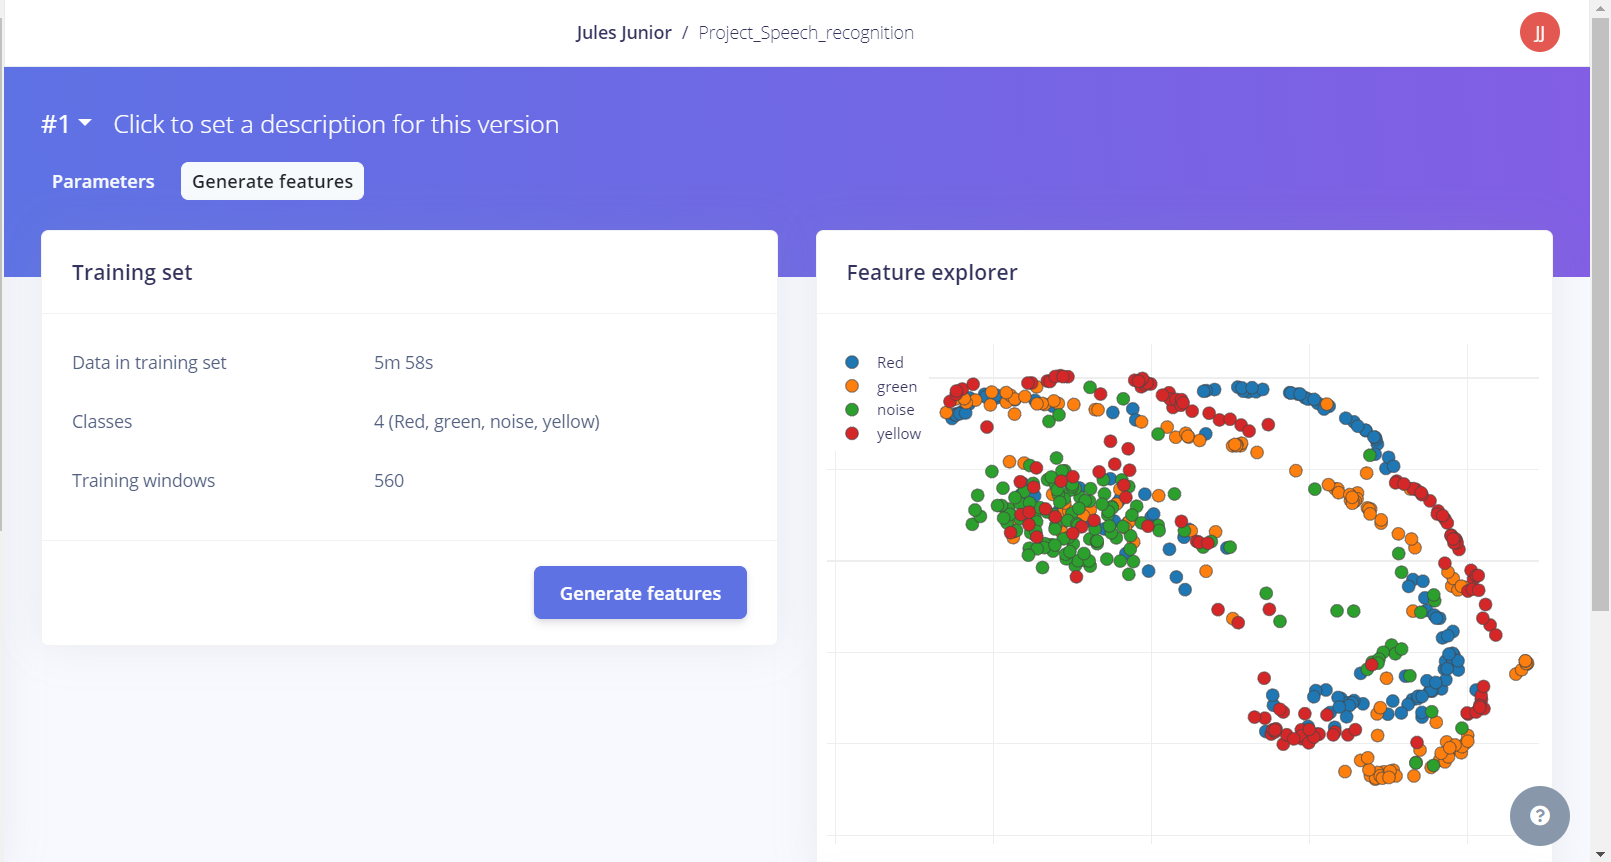 Jules Junior / Project_Speech_recognition
JJ
#1 Click to set a description for this version
Parameters
Generate features
Training set
Data in training set 5m 58s
Classes 4 (Red, green, noise, yellow)
Training windows 560
Generate features
Feature explorer
Red
green
noise
yellow
?